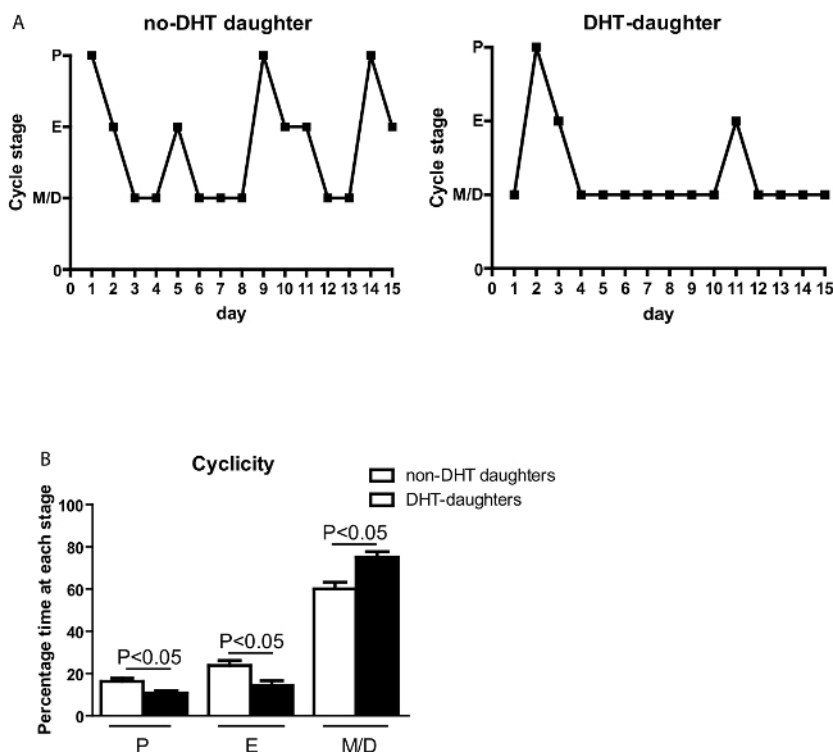 A
no-DHT daughter
P
E
M/D
0
Cycle stage
0 1 2 3 4 5 6 7 8 9 10 11 12 13 14 15
day
DHT-daughter
P
E
M/D
0
Cycle stage
0 1 2 3 4 5 6 7 8 9 10 11 12 13 14 15
day
B
Cyclicity
non-DHT daughters
DHT-daughters
100
80
60
40
20
0
Percentage time at each stage
P<0.05
P<0.05
P<0.05
P E M/D